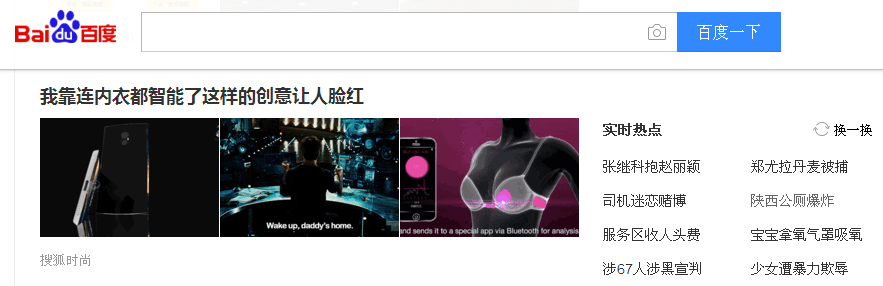 Bai du 百度
百度一下
我靠连内衣都智能了这样的创意让人脸红
Wake up, daddy's home.
and sends it to a special app via Bluetooth for analysis
搜狐时尚
实时热点 换一换
张继科抱赵丽颖 郑尤拉丹麦被捕
司机迷恋赌博 陕西公厕爆炸
服务区收人头费 宝宝拿氧气罩吸氧
涉67人涉黑宣判 少女遭暴力欺辱